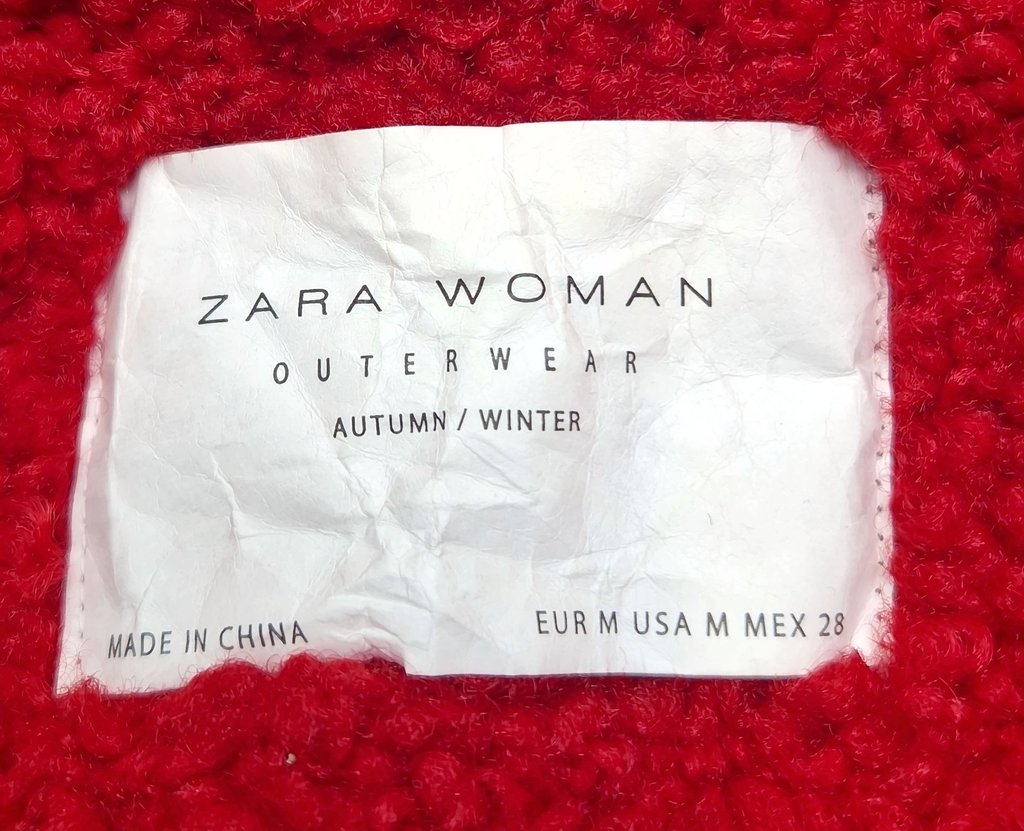 ZARA WOMAN
OUTERWEAR
AUTUMN / WINTER
MADE IN CHINA
EUR M USA M MEX 28